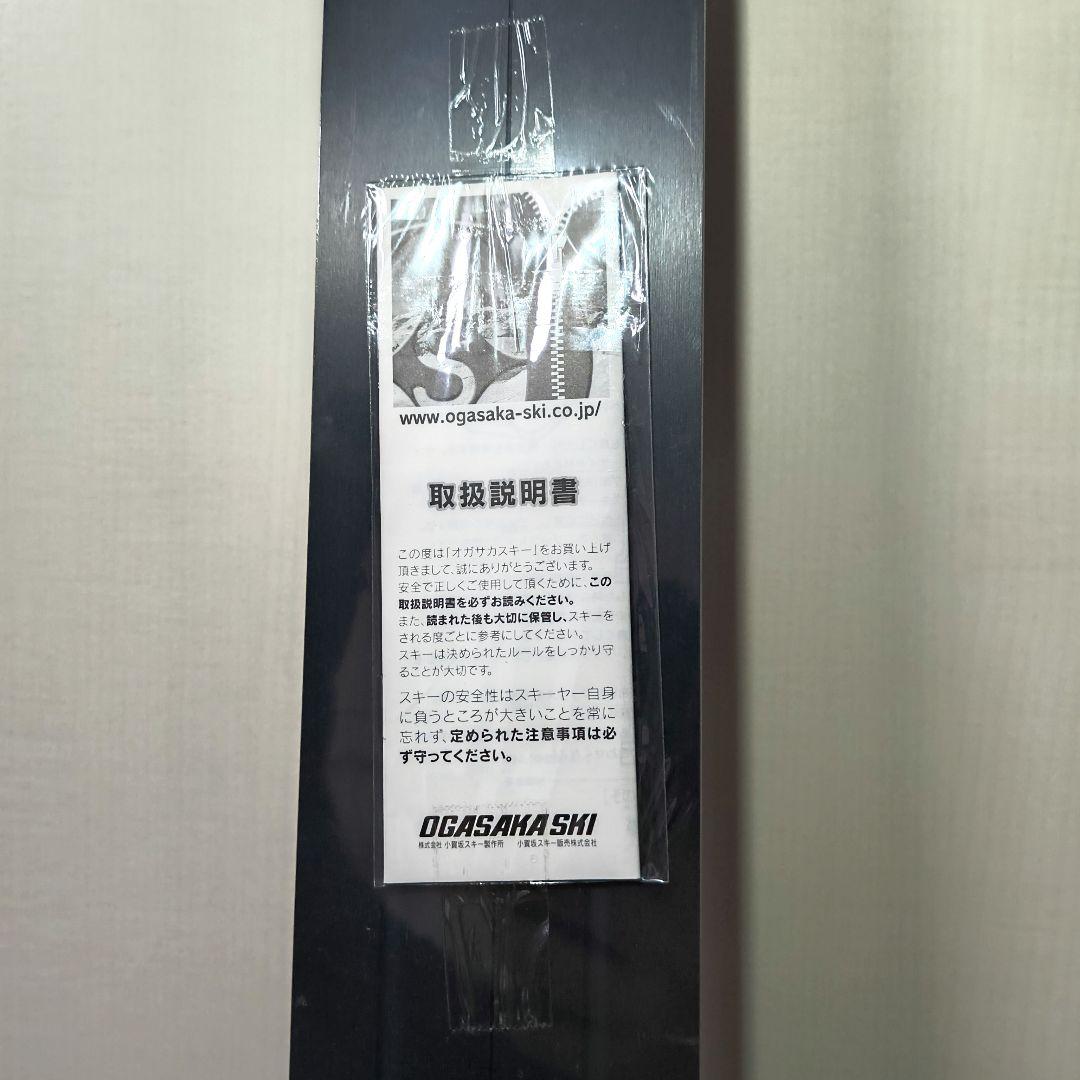 S
www.ogasaka-ski.co.jp/
取扱説明書
この度は「オガサカスキー」をお買い上げ
頂きまして、誠にありがとうございます。
安全で正しくご使用して頂くために、この
取扱説明書を必ずお読みください。
また、読まれた後も大切に保管し、スキーを
される度ごとに参考にしてください。
スキーは決められたルールをしっかり守
ることが大切です。
スキーの安全性はスキーヤー自身
に負うところが大きいことを常に
忘れず、定められた注意事項は必
ず守ってください。
OGASAKA SKI
株式会社 小賀坂スキー製作所 小賀坂スキー販売株式会社